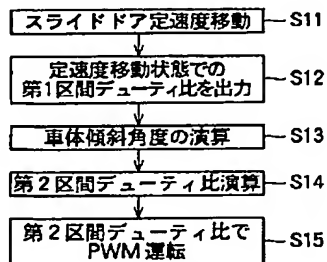 スライドドア定速度移動
S11
定速度移動状態での
第1区間デューティ比を出力
S12
車体傾斜角度の演算
S13
第2区間デューティ比演算
S14
第2区間デューティ比で
PWM運転
S15